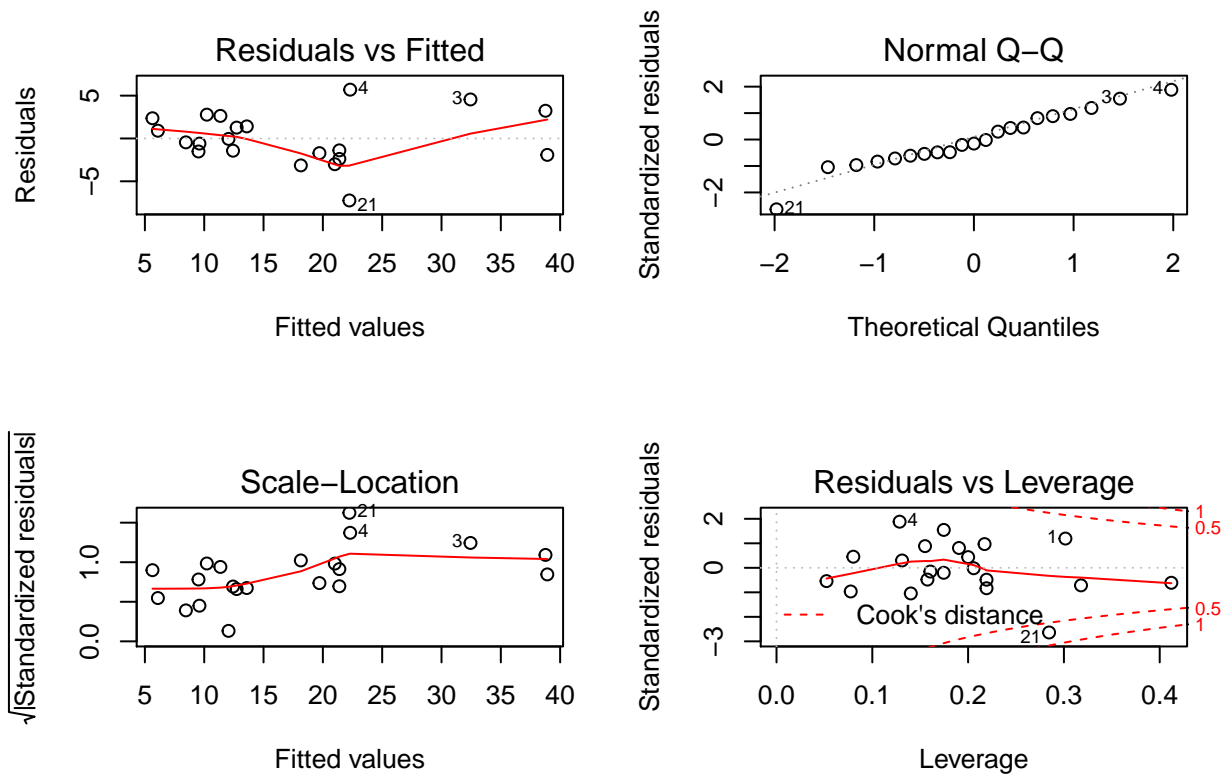 Residuals vs Fitted
Residuals
5
−5
4
3
21
5 10 15 20 25 30 35 40
Fitted values
Normal Q−Q
Standardized residuals
2
0
−2
3
4
21
−2 −1 0 1 2
Theoretical Quantiles
Scale−Location
√|Standardized residuals|
1.0
0.0
21
4
3
5 10 15 20 25 30 35 40
Fitted values
Residuals vs Leverage
Standardized residuals
2
0
−3
4
1
21
Cook's distance
1
0.5
0.5
1
0.0 0.1 0.2 0.3 0.4
Leverage